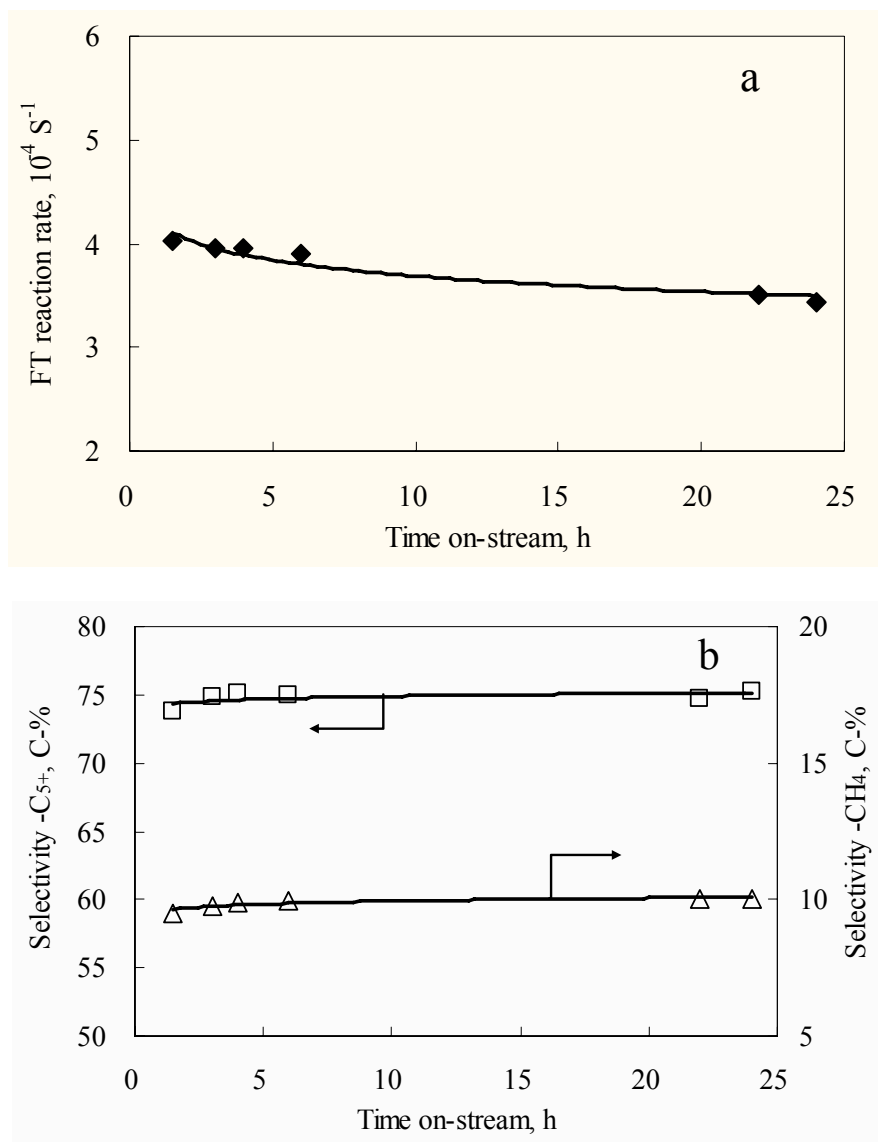 a
6
5
4
3
2
FT reaction rate, 10⁻⁴ S⁻¹
0 5 10 15 20 25
Time on-stream, h
b
80
75
70
65
60
55
50
Selectivity -C₅₊, C-%
20
15
10
5
Selectivity -CH₄, C-%
0 5 10 15 20 25
Time on-stream, h